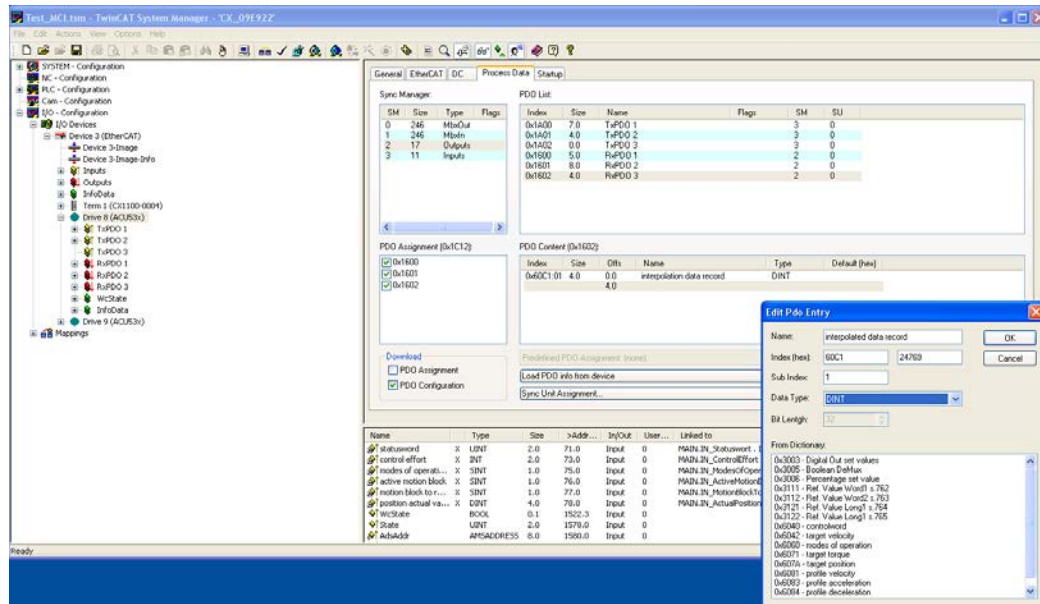 Test_MCI.tsm - TwinCAT System Manager - 'CX_09E922'
File Edit Actions View Options Help
SYSTEM - Configuration
NC - Configuration
PLC - Configuration
Cam - Configuration
I/O - Configuration
I/O Devices
Device 3 (EtherCAT)
Device 3-Image
Device 3-Image-Info
Inputs
Outputs
InfoData
Term 1 (CX1100-0004)
Drive 8 (ACU53x)
TxPDO 1
TxPDO 2
TxPDO 3
RxPDO 1
RxPDO 2
RxPDO 3
WcState
InfoData
Drive 9 (ACU53x)
Mappings
General EtherCAT DC Process Data Startup
Sync Manager:
SM Size Type Flags
0 246 MbxOut
1 246 MbxIn
2 17 Outputs
3 11 Inputs
PDO List:
Index Size Name Flags SM SU
0x1A00 7.0 TxPDO 1 3 0
0x1A01 4.0 TxPDO 2 3 0
0x1A02 0.0 TxPDO 3 3 0
0x1600 5.0 RxPDO 1 2 0
0x1601 8.0 RxPDO 2 2 0
0x1602 4.0 RxPDO 3 2 0
PDO Assignment (0x1C12):
0x1600
0x1601
0x1602
PDO Content (0x1602):
Index Size Offs Name Type Default (hex)
0x60C1:01 4.0 0.0 interpolation data record DINT
4.0
Download
PDO Assignment
PDO Configuration
Predefined PDO Assignment: (none)
Load PDO info from device
Sync Unit Assignment...
Name Type Size >Addr... In/Out User... Linked to
statusword X UINT 2.0 71.0 Input 0 MAIN.IN_Statuswort .
control effort X INT 2.0 73.0 Input 0 MAIN.IN_ControlEffort
modes of operati... X SINT 1.0 75.0 Input 0 MAIN.IN_ModesOfOper
active motion block X SINT 1.0 76.0 Input 0 MAIN.IN_ActiveMotion
motion block to r... X SINT 1.0 77.0 Input 0 MAIN.IN_MotionBlockTo
position actual va... X DINT 4.0 78.0 Input 0 MAIN.IN_ActualPosition
WcState BOOL 0.1 1522.3 Input 0
State UINT 2.0 1578.0 Input 0
AdsAddr AMSADDRESS 8.0 1580.0 Input 0
Ready
Edit Pdo Entry
Name: interpolated data record OK
Index (hex): 60C1 24769 Cancel
Sub Index: 1
Data Type: DINT
Bit Lentgh: 32
From Dictionary:
0x3003 - Digital Out set values
0x3005 - Boolean DeMux
0x3006 - Percentage set value
0x3111 - Ref. Value Word1 s.762
0x3112 - Ref. Value Word2 s.763
0x3121 - Ref. Value Long1 s.764
0x3122 - Ref. Value Long1 s.765
0x6040 - controlword
0x6042 - target velocity
0x6060 - modes of operation
0x6071 - target torque
0x607A - target position
0x6081 - profile velocity
0x6083 - profile acceleration
0x6084 - profile deceleration